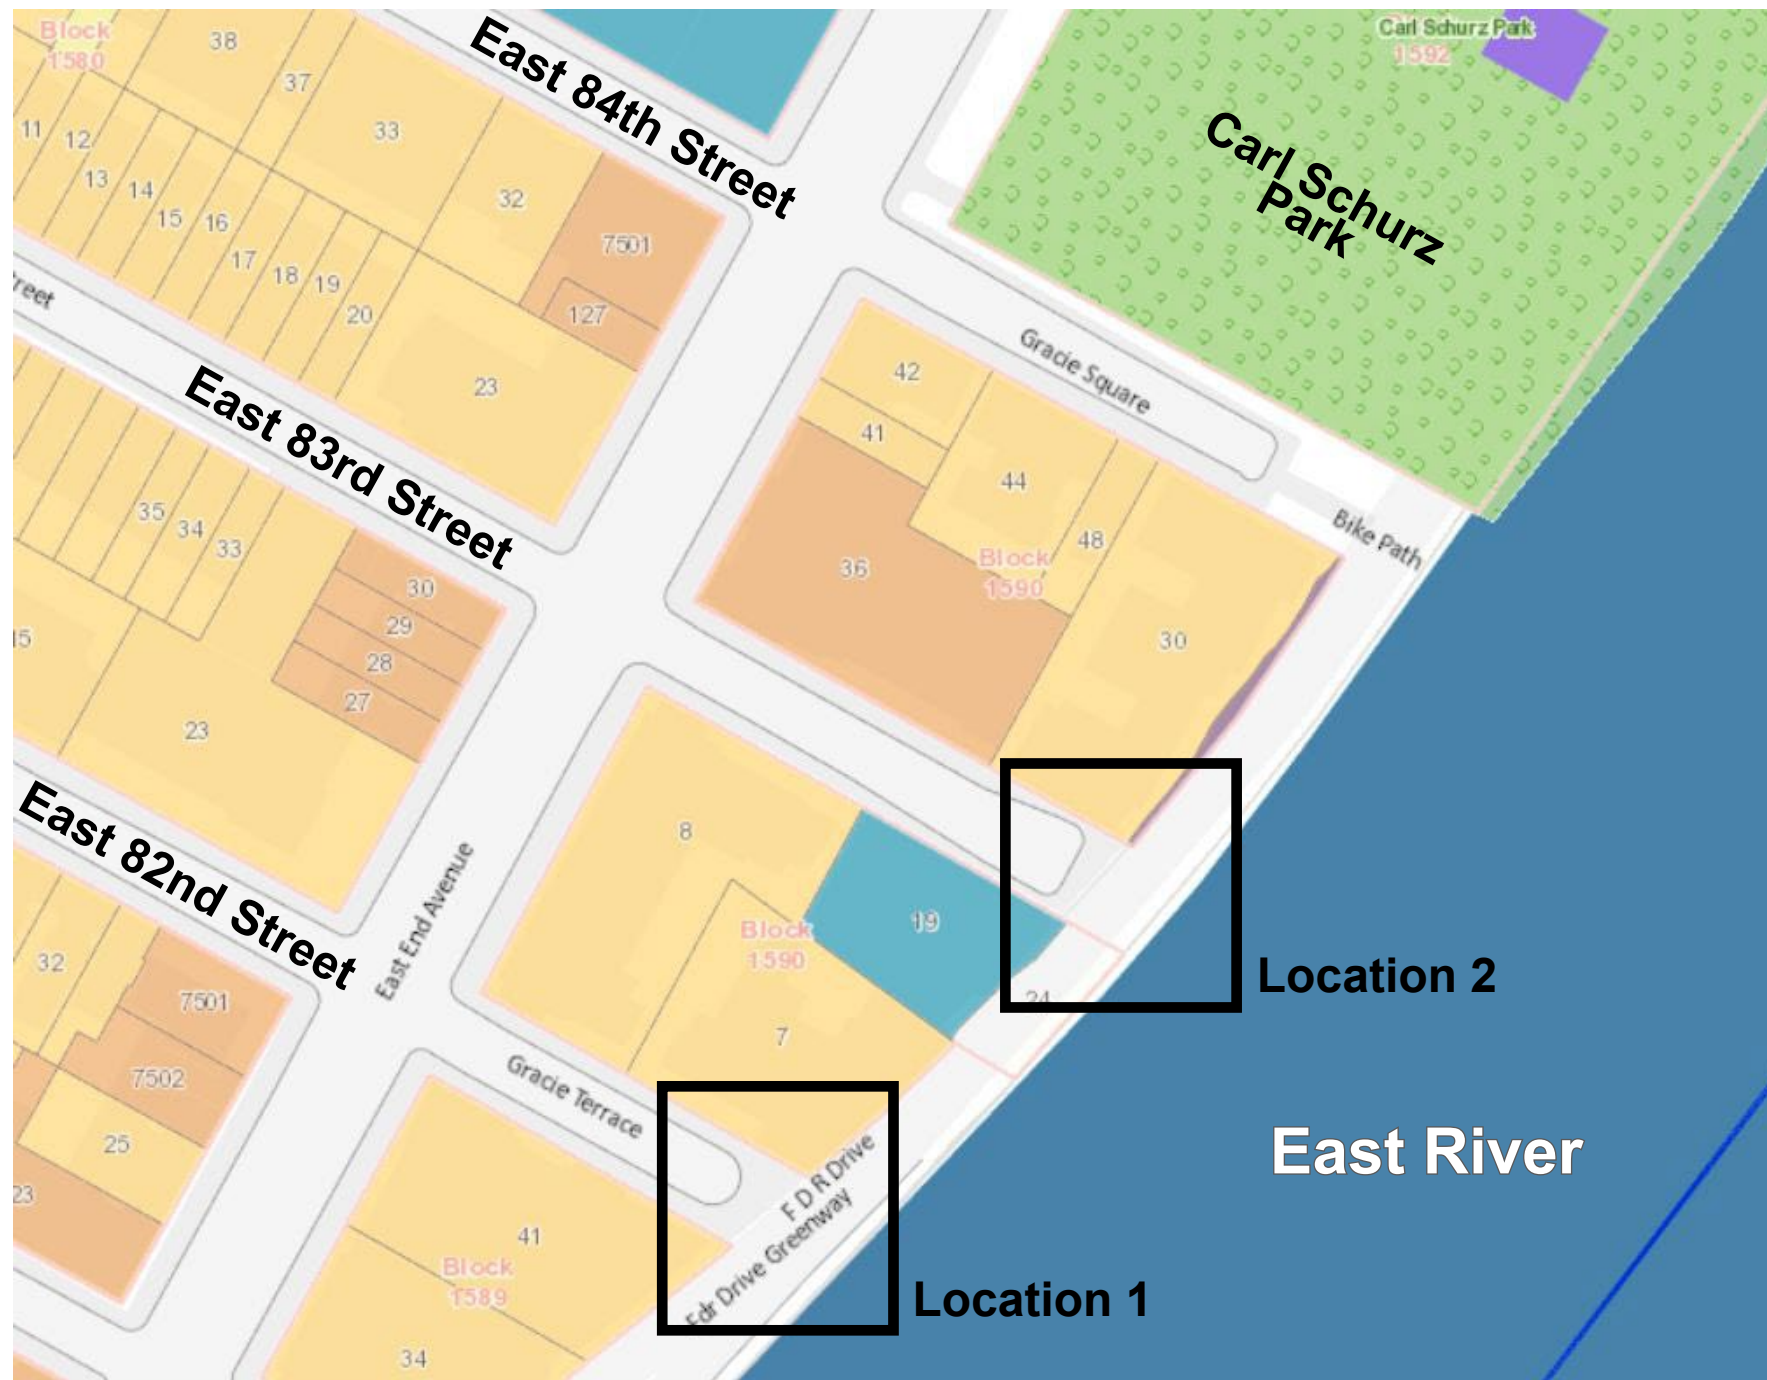 Block
1580
38
37
33
11
12
13
14
15
16
17
18
19
20
32
7501
127
23
East 84th Street
Carl Schurz Park
1592
Carl Schurz
Park
reet
East 83rd Street
Gracie Square
Bike Path
42
41
44
48
36
Block
1590
30
35
34
33
30
29
28
27
15
23
East 82nd Street
East End Avenue
8
19
Block
1590
7
24
Location 2
32
7501
7502
25
23
Gracie Terrace
F D R Drive
Fdr Drive Greenway
41
Block
1589
34
Location 1
East River